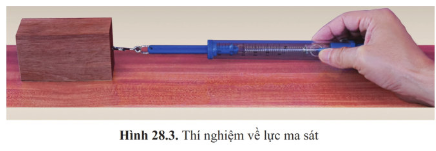 Hình 28.3. Thí nghiệm về lực ma sát